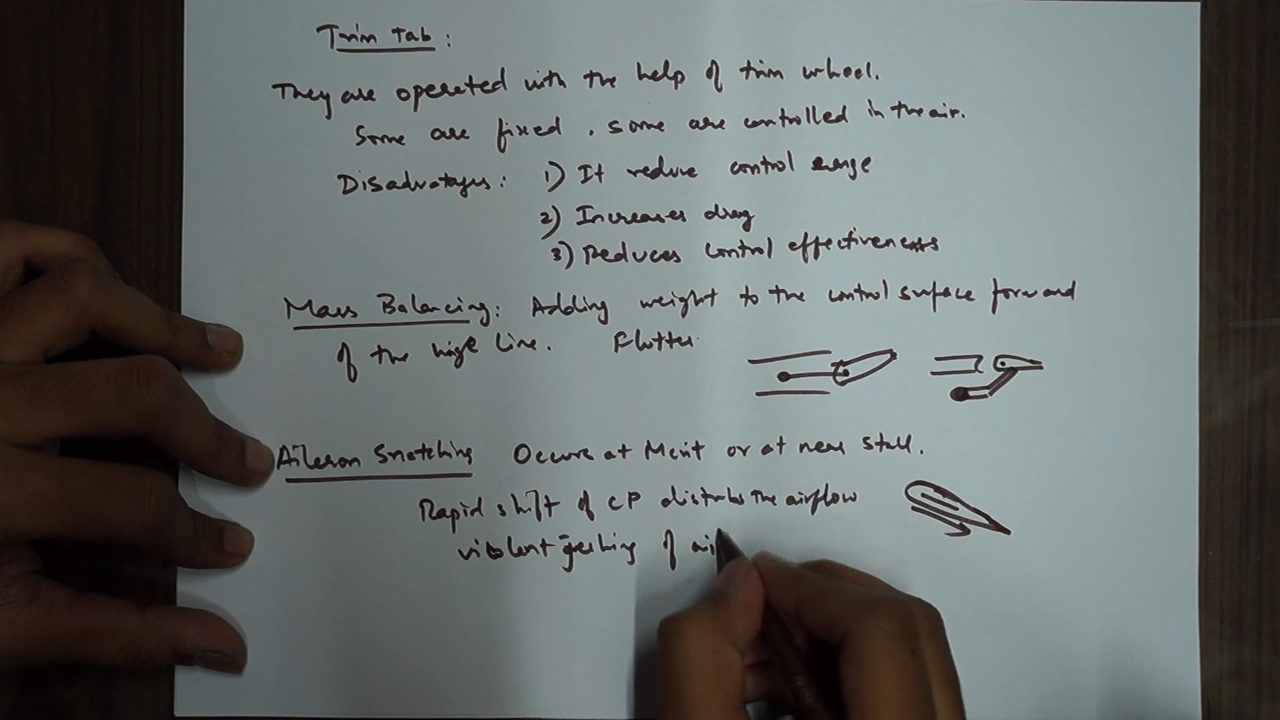 Trim Tab :
They are operated with the help of trim wheel.
Some are fixed . some are controlled in the air.
Disadvatages : 1) It reduce control range
2) Increases drag
3) Reduces control effectiveness
Mass Balancing : Adding weight to the control surface forward
of the hinge line. Flutter
Aileron Snatching Occurs at Mcrit or at near stall.
Rapid shift of CP disturbs the airflow
violent jerking of ai